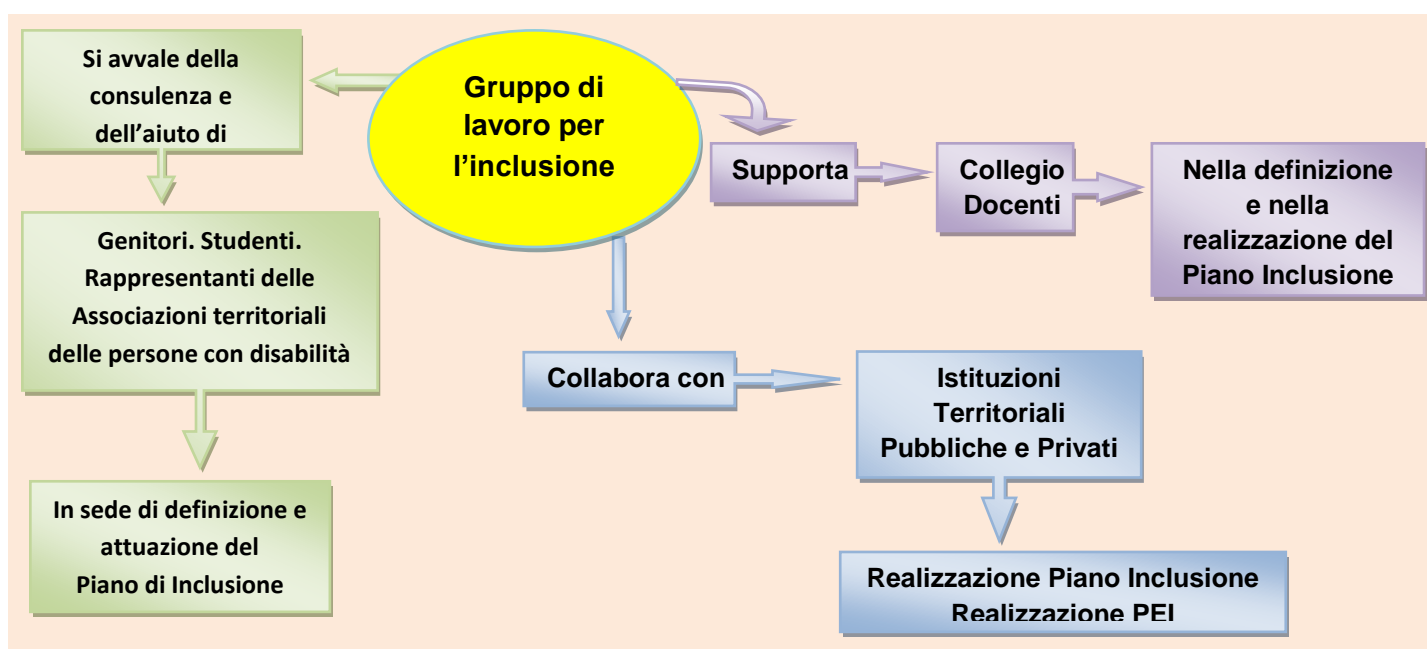 Gruppo di
lavoro per
l’inclusione
Si avvale della
consulenza e
dell’aiuto di
Genitori. Studenti.
Rappresentanti delle
Associazioni territoriali
delle persone con disabilità
In sede di definizione e
attuazione del
Piano di Inclusione
Supporta
Collegio
Docenti
Nella definizione
e nella
realizzazione del
Piano Inclusione
Collabora con
Istituzioni
Territoriali
Pubbliche e Privati
Realizzazione Piano Inclusione
Realizzazione PEI